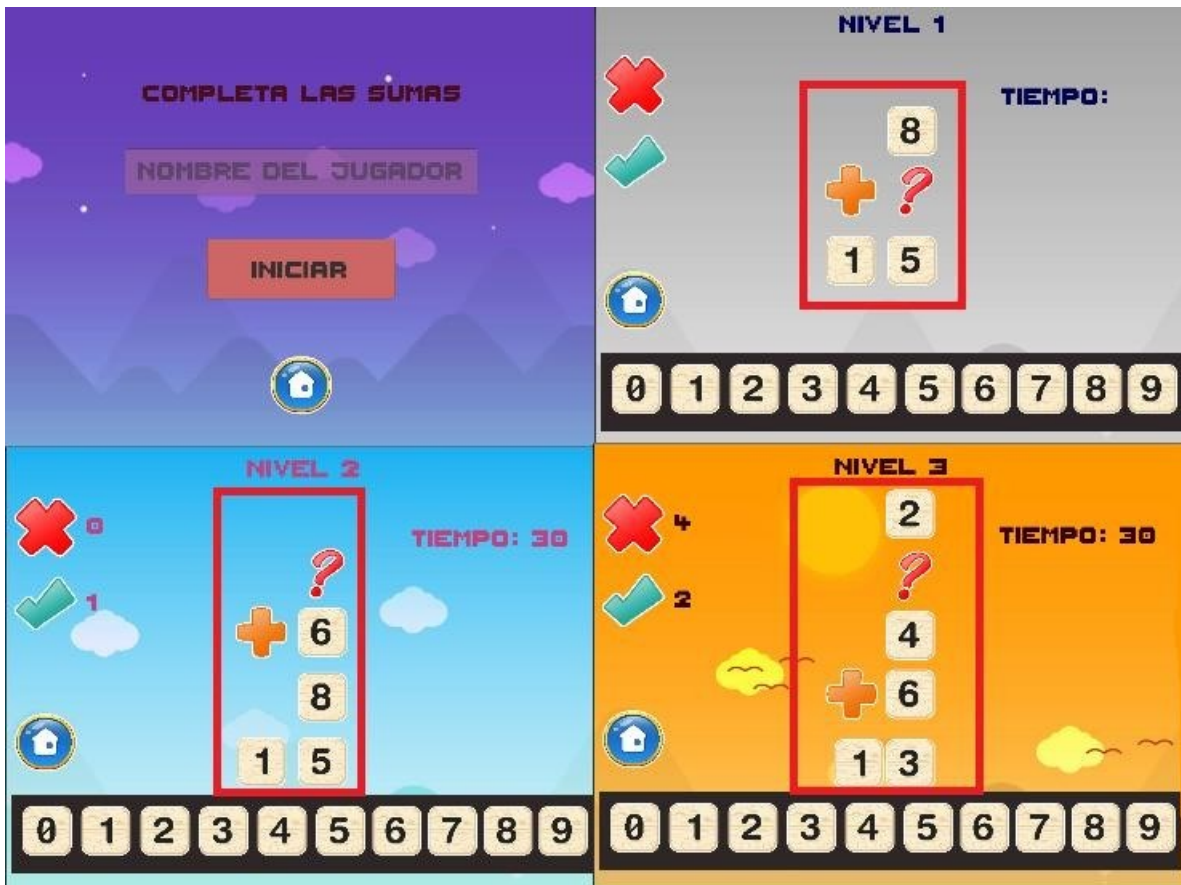 COMPLETA LAS SUMAS
NOMBRE DEL JUGADOR
INICIAR
NIVEL 1
TIEMPO:
8
+ ?
1 5
0 1 2 3 4 5 6 7 8 9
NIVEL 2
0
TIEMPO: 30
1
?
+ 6
8
1 5
0 1 2 3 4 5 6 7 8 9
NIVEL 3
4
TIEMPO: 30
2
2
?
4
+ 6
1 3
0 1 2 3 4 5 6 7 8 9